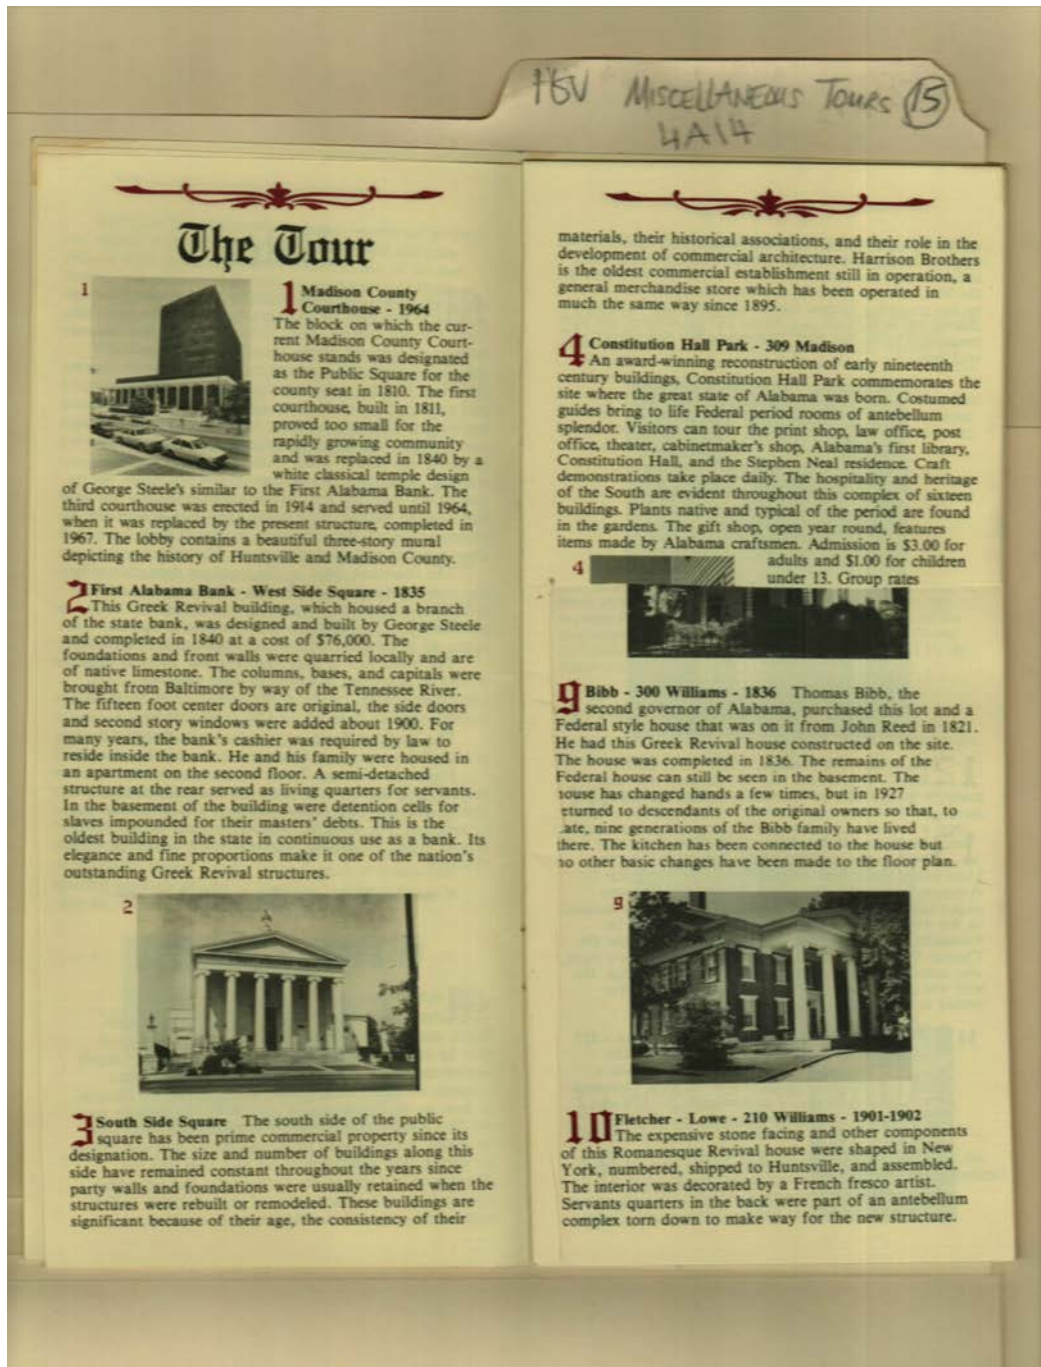 MISCELLANEOUS TOURS 15
4A14
The Tour
1
1 Madison County
Courthouse - 1964
The block on which the cur-
rent Madison County Court-
house stands was designated
as the Public Square for the
county seat in 1810. The first
courthouse, built in 1811,
proved too small for the
rapidly growing community
and was replaced in 1840 by a
white classical temple design
of George Steele's similar to the First Alabama Bank. The
third courthouse was erected in 1914 and served until 1964,
when it was replaced by the present structure, completed in
1967. The lobby contains a beautiful three-story mural
depicting the history of Huntsville and Madison County.
2 First Alabama Bank - West Side Square - 1835
This Greek Revival building, which housed a branch
of the state bank, was designed and built by George Steele
and completed in 1840 at a cost of $76,000. The
foundations and front walls were quarried locally and are
of native limestone. The columns, bases, and capitals were
brought from Baltimore by way of the Tennessee River.
The fifteen foot center doors are original, the side doors
and second story windows were added about 1900. For
many years, the bank's cashier was required by law to
reside inside the bank. He and his family were housed in
an apartment on the second floor. A semi-detached
structure at the rear served as living quarters for servants.
In the basement of the building were detention cells for
slaves impounded for their masters' debts. This is the
oldest building in the state in continuous use as a bank. Its
elegance and fine proportions make it one of the nation's
outstanding Greek Revival structures.
2
3 South Side Square The south side of the public
square has been prime commercial property since its
designation. The size and number of buildings along this
side have remained constant throughout the years since
party walls and foundations were usually retained when the
structures were rebuilt or remodeled. These buildings are
significant because of their age, the consistency of their
materials, their historical associations, and their role in the
development of commercial architecture. Harrison Brothers
is the oldest commercial establishment still in operation, a
general merchandise store which has been operated in
much the same way since 1895.
4 Constitution Hall Park - 309 Madison
An award-winning reconstruction of early nineteenth
century buildings, Constitution Hall Park commemorates the
site where the great state of Alabama was born. Costumed
guides bring to life Federal period rooms of antebellum
splendor. Visitors can tour the print shop, law office, post
office, theater, cabinetmaker's shop, Alabama's first library,
Constitution Hall, and the Stephen Neal residence. Craft
demonstrations take place daily. The hospitality and heritage
of the South are evident throughout this complex of sixteen
buildings. Plants native and typical of the period are found
in the gardens. The gift shop, open year round, features
items made by Alabama craftsmen. Admission is $3.00 for
adults and $1.00 for children
under 13. Group rates
4
9 Bibb - 300 Williams - 1836 Thomas Bibb, the
second governor of Alabama, purchased this lot and a
Federal style house that was on it from John Reed in 1821.
He had this Greek Revival house constructed on the site.
The house was completed in 1836. The remains of the
Federal house can still be seen in the basement. The
ouse has changed hands a few times, but in 1927
eturned to descendants of the original owners so that, to
ate, nine generations of the Bibb family have lived
there. The kitchen has been connected to the house but
no other basic changes have been made to the floor plan.
9
10 Fletcher - Lowe - 210 Williams - 1901-1902
The expensive stone facing and other components
of this Romanesque Revival house were shaped in New
York, numbered, shipped to Huntsville, and assembled.
The interior was decorated by a French fresco artist.
Servants quarters in the back were part of an antebellum
complex torn down to make way for the new structure.